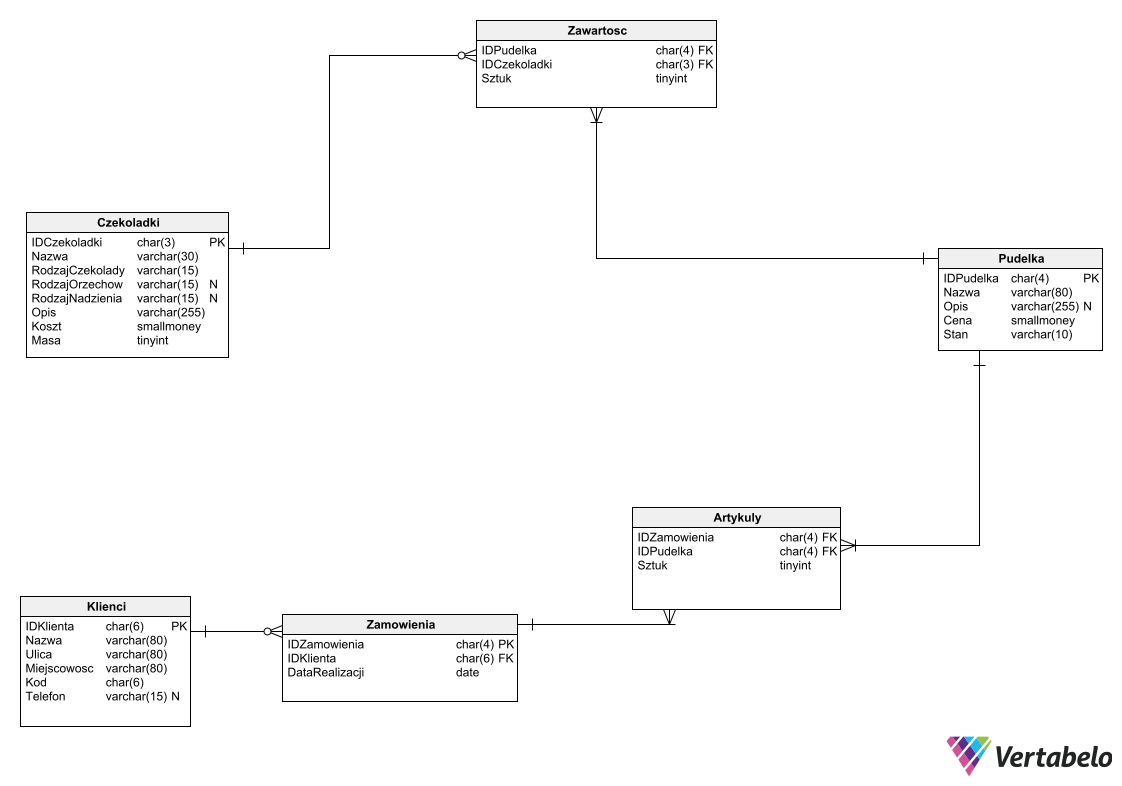 Zawartosc
IDPudelka char(4) FK
IDCzekoladki char(3) FK
Sztuk tinyint
Czekoladki
IDCzekoladki char(3) PK
Nazwa varchar(30)
RodzajCzekolady varchar(15)
RodzajOrzechow varchar(15) N
RodzajNadzienia varchar(15) N
Opis varchar(255)
Koszt smallmoney
Masa tinyint
Pudelka
IDPudelka char(4) PK
Nazwa varchar(80)
Opis varchar(255) N
Cena smallmoney
Stan varchar(10)
Artykuly
IDZamowienia char(4) FK
IDPudelka char(4) FK
Sztuk tinyint
Klienci
IDKlienta char(6) PK
Nazwa varchar(80)
Ulica varchar(80)
Miejscowosc varchar(80)
Kod char(6)
Telefon varchar(15) N
Zamowienia
IDZamowienia char(4) PK
IDKlienta char(6) FK
DataRealizacji date
Vertabelo